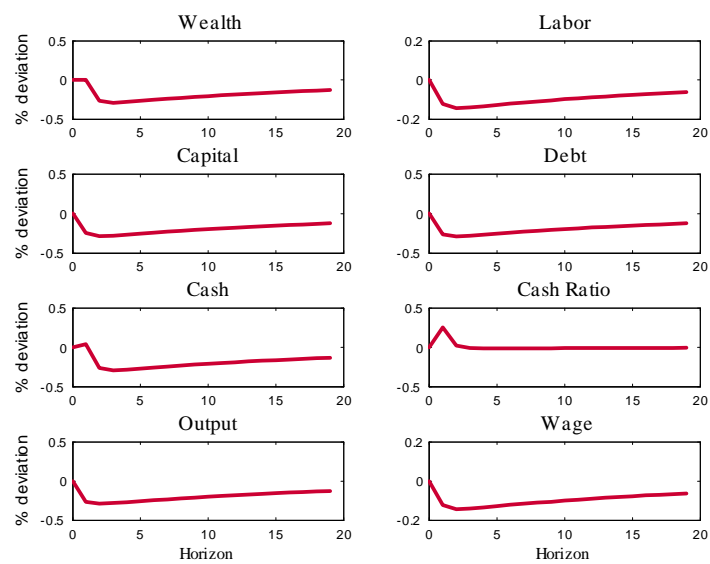 Wealth Labor
0.5 0.2
% deviation 0 0
-0.5 -0.2
0 5 10 15 20 0 5 10 15 20
Capital Debt
0.5 0.5
% deviation 0 0
-0.5 -0.5
0 5 10 15 20 0 5 10 15 20
Cash Cash Ratio
0.5 0.5
% deviation 0 0
-0.5 -0.5
0 5 10 15 20 0 5 10 15 20
Output Wage
0.5 0.2
% deviation 0 0
-0.5 -0.2
0 5 10 15 20 0 5 10 15 20
Horizon Horizon